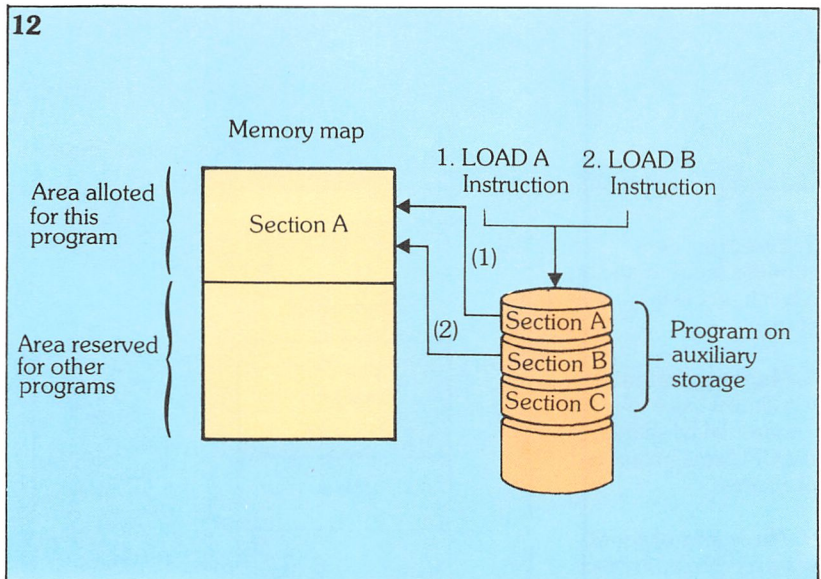 12
Memory map
1. LOAD A
Instruction
2. LOAD B
Instruction
Area alloted
for this
program
Section A
(1)
(2)
Area reserved
for other
programs
Section A
Section B
Section C
Program on
auxiliary
storage